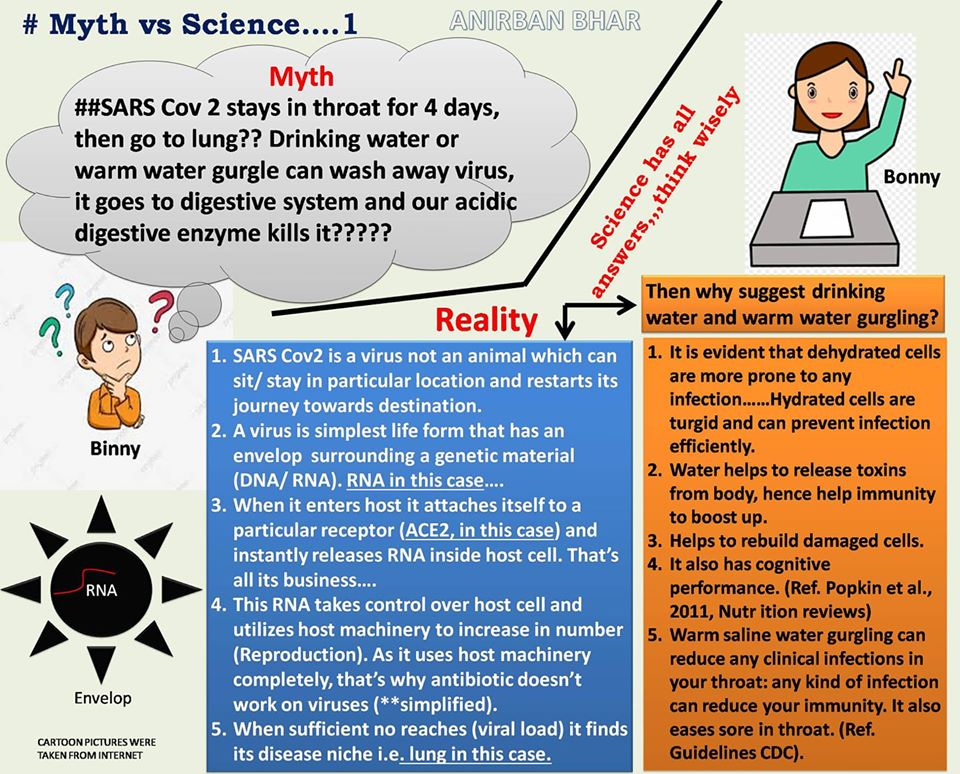 # Myth vs Science....1
ANIRBAN BHAR
Myth
##SARS Cov 2 stays in throat for 4 days,
then go to lung?? Drinking water or
warm water gurgle can wash away virus,
it goes to digestive system and our acidic
digestive enzyme kills it?????
Science has all
answers,,,think wisely
Bonny
Binny
Reality
1. SARS Cov2 is a virus not an animal which can
sit/ stay in particular location and restarts its
journey towards destination.
2. A virus is simplest life form that has an
envelop surrounding a genetic material
(DNA/ RNA). RNA in this case....
3. When it enters host it attaches itself to a
particular receptor (ACE2, in this case) and
instantly releases RNA inside host cell. That's
all its business....
4. This RNA takes control over host cell and
utilizes host machinery to increase in number
(Reproduction). As it uses host machinery
completely, that's why antibiotic doesn't
work on viruses (**simplified).
5. When sufficient no reaches (viral load) it finds
its disease niche i.e. lung in this case.
Then why suggest drinking
water and warm water gurgling?
1. It is evident that dehydrated cells
are more prone to any
infection......Hydrated cells are
turgid and can prevent infection
efficiently.
2. Water helps to release toxins
from body, hence help immunity
to boost up.
3. Helps to rebuild damaged cells.
4. It also has cognitive
performance. (Ref. Popkin et al.,
2011, Nutr ition reviews)
5. Warm saline water gurgling can
reduce any clinical infections in
your throat: any kind of infection
can reduce your immunity. It also
eases sore in throat. (Ref.
Guidelines CDC).
RNA
Envelop
CARTOON PICTURES WERE
TAKEN FROM INTERNET